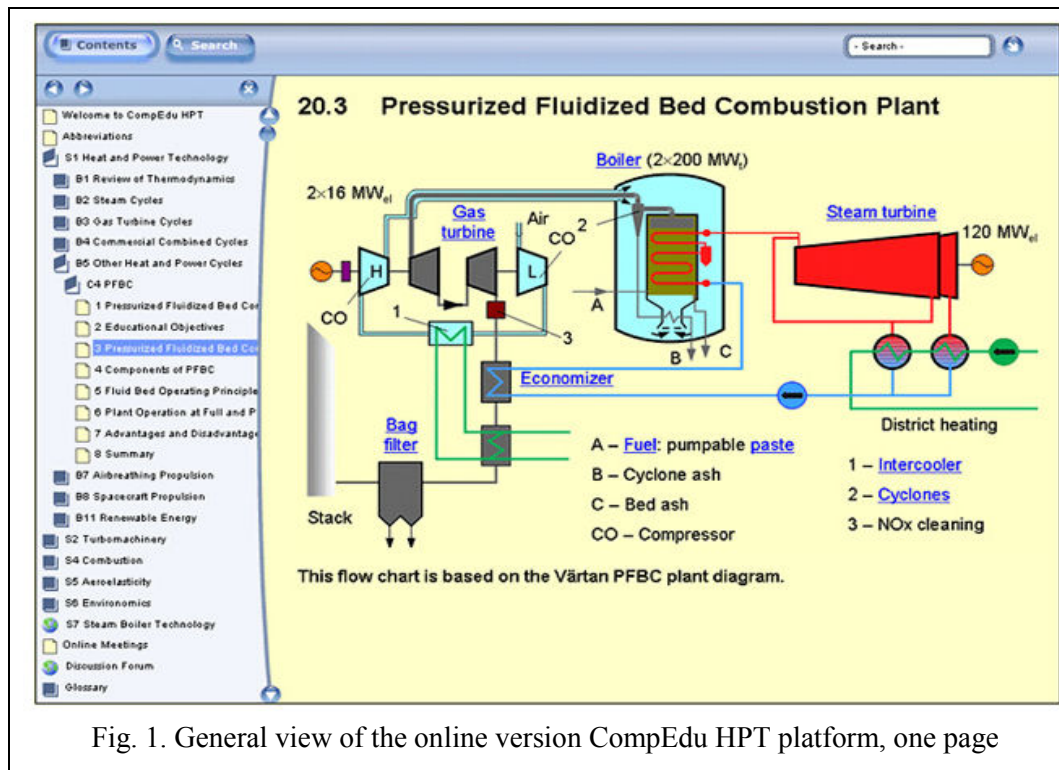 Contents
Search
- Search -
Welcome to CompEdu HPT
Abbreviations
S1 Heat and Power Technology
B1 Review of Thermodynamics
B2 Steam Cycles
B3 Gas Turbine Cycles
B4 Commercial Combined Cycles
B5 Other Heat and Power Cycles
C4 PFBC
1 Pressurized Fluidized Bed Co
2 Educational Objectives
3 Pressurized Fluidized Bed Co
4 Components of PFBC
5 Fluid Bed Operating Principle
6 Plant Operation at Full and P
7 Advantages and Disadvantage
8 Summary
B7 Airbreathing Propulsion
B8 Spacecraft Propulsion
B11 Renewable Energy
S2 Turbomachinery
S4 Combustion
S5 Aeroelasticity
S6 Environomics
S7 Steam Boiler Technology
Online Meetings
Discussion Forum
Glossary
20.3 Pressurized Fluidized Bed Combustion Plant
Boiler (2×200 MWt)
2×16 MWel
Gas
turbine
Air
CO
2
Steam turbine
120 MWel
H
L
A
CO
1
3
B
C
Economizer
District heating
Bag
filter
Stack
A – Fuel: pumpable paste
B – Cyclone ash
C – Bed ash
CO – Compressor
1 – Intercooler
2 – Cyclones
3 – NOx cleaning
This flow chart is based on the Värtan PFBC plant diagram.
Fig. 1. General view of the online version CompEdu HPT platform, one page